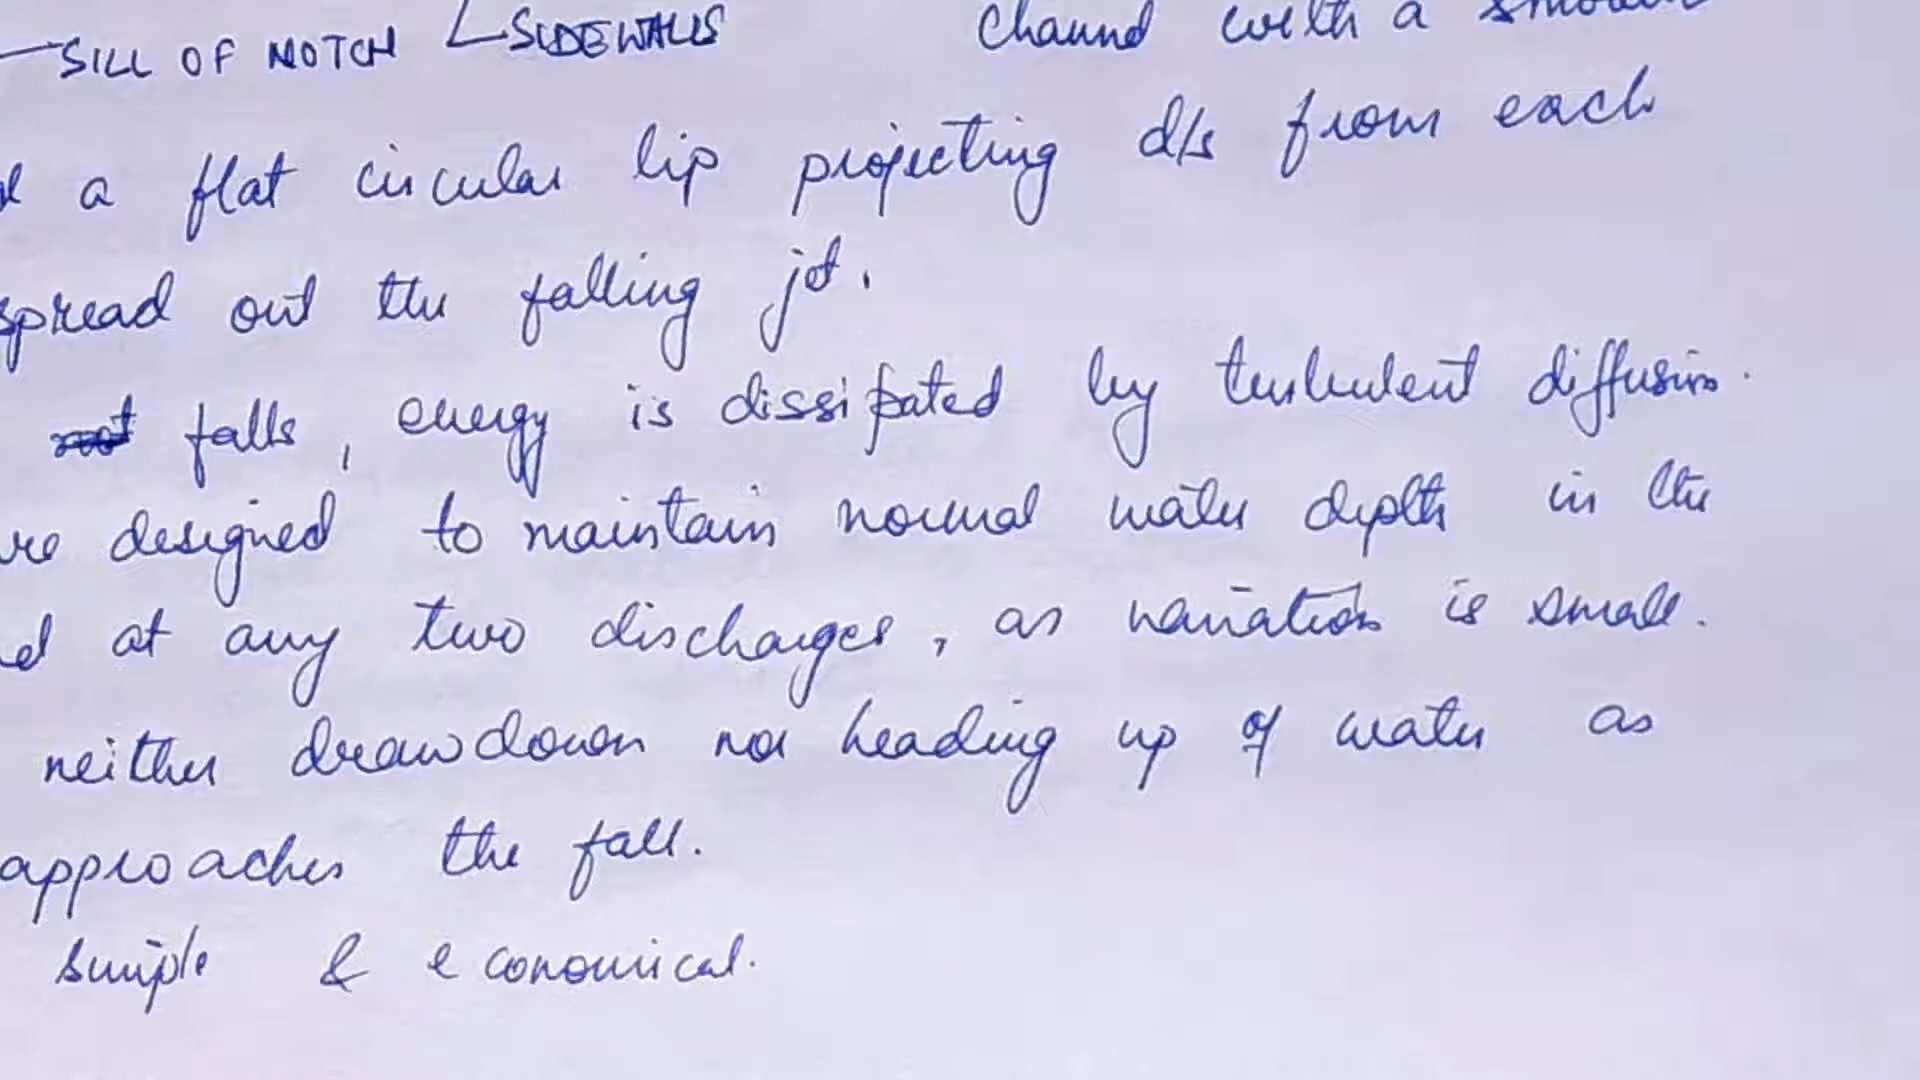 SILL OF NOTCH SIDEWALLS channel with a smooth
a flat circular lip projecting d/s from each
spread out the falling jet.
falls, energy is dissipated by turbulent diffusion.
designed to maintain normal water depth in the
at any two discharges, as variation is small.
neither drawdown nor heading up of water as
approaches the fall.
simple & economical.